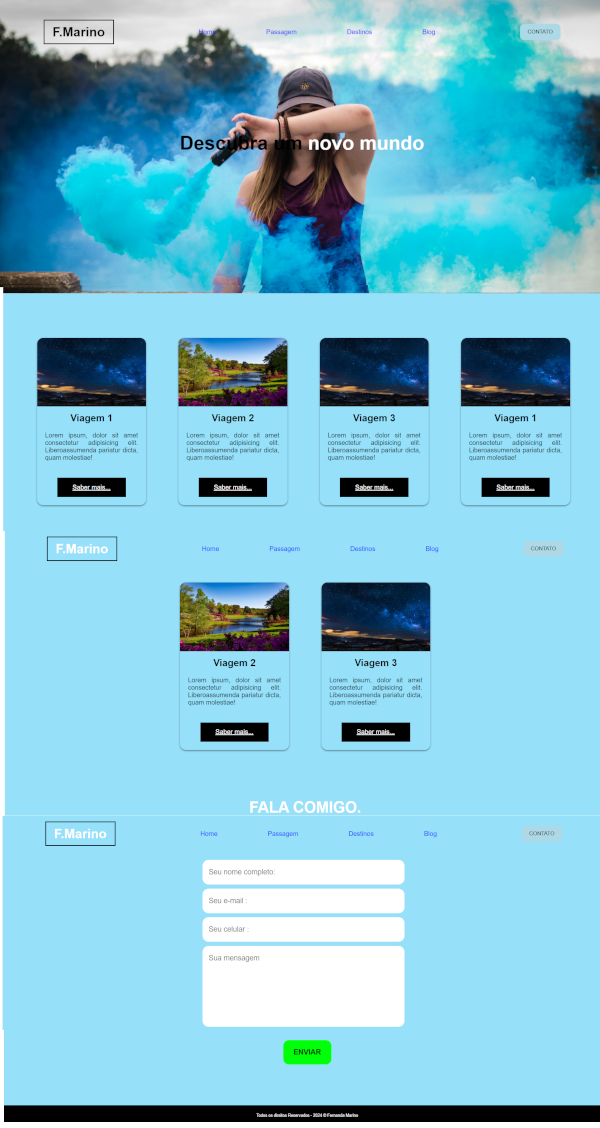 F.Marino Home Passagem Destinos Blog CONTATO
Descubra um novo mundo
Viagem 1
Lorem ipsum, dolor sit amet
consectetur adipisicing elit.
Liberoassumenda pariatur dicta,
quam molestiae!
Saber mais...
Viagem 2
Lorem ipsum, dolor sit amet
consectetur adipisicing elit.
Liberoassumenda pariatur dicta,
quam molestiae!
Saber mais...
Viagem 3
Lorem ipsum, dolor sit amet
consectetur adipisicing elit.
Liberoassumenda pariatur dicta,
quam molestiae!
Saber mais...
Viagem 1
Lorem ipsum, dolor sit amet
consectetur adipisicing elit.
Liberoassumenda pariatur dicta,
quam molestiae!
Saber mais...
F.Marino Home Passagem Destinos Blog CONTATO
Viagem 2
Lorem ipsum, dolor sit amet
consectetur adipisicing elit.
Liberoassumenda pariatur dicta,
quam molestiae!
Saber mais...
Viagem 3
Lorem ipsum, dolor sit amet
consectetur adipisicing elit.
Liberoassumenda pariatur dicta,
quam molestiae!
Saber mais...
FALA COMIGO.
F.Marino Home Passagem Destinos Blog CONTATO
Seu nome completo:
Seu e-mail :
Seu celular :
Sua mensagem
ENVIAR
Todos os direitos Reservados - 2024 © Fernanda Marino